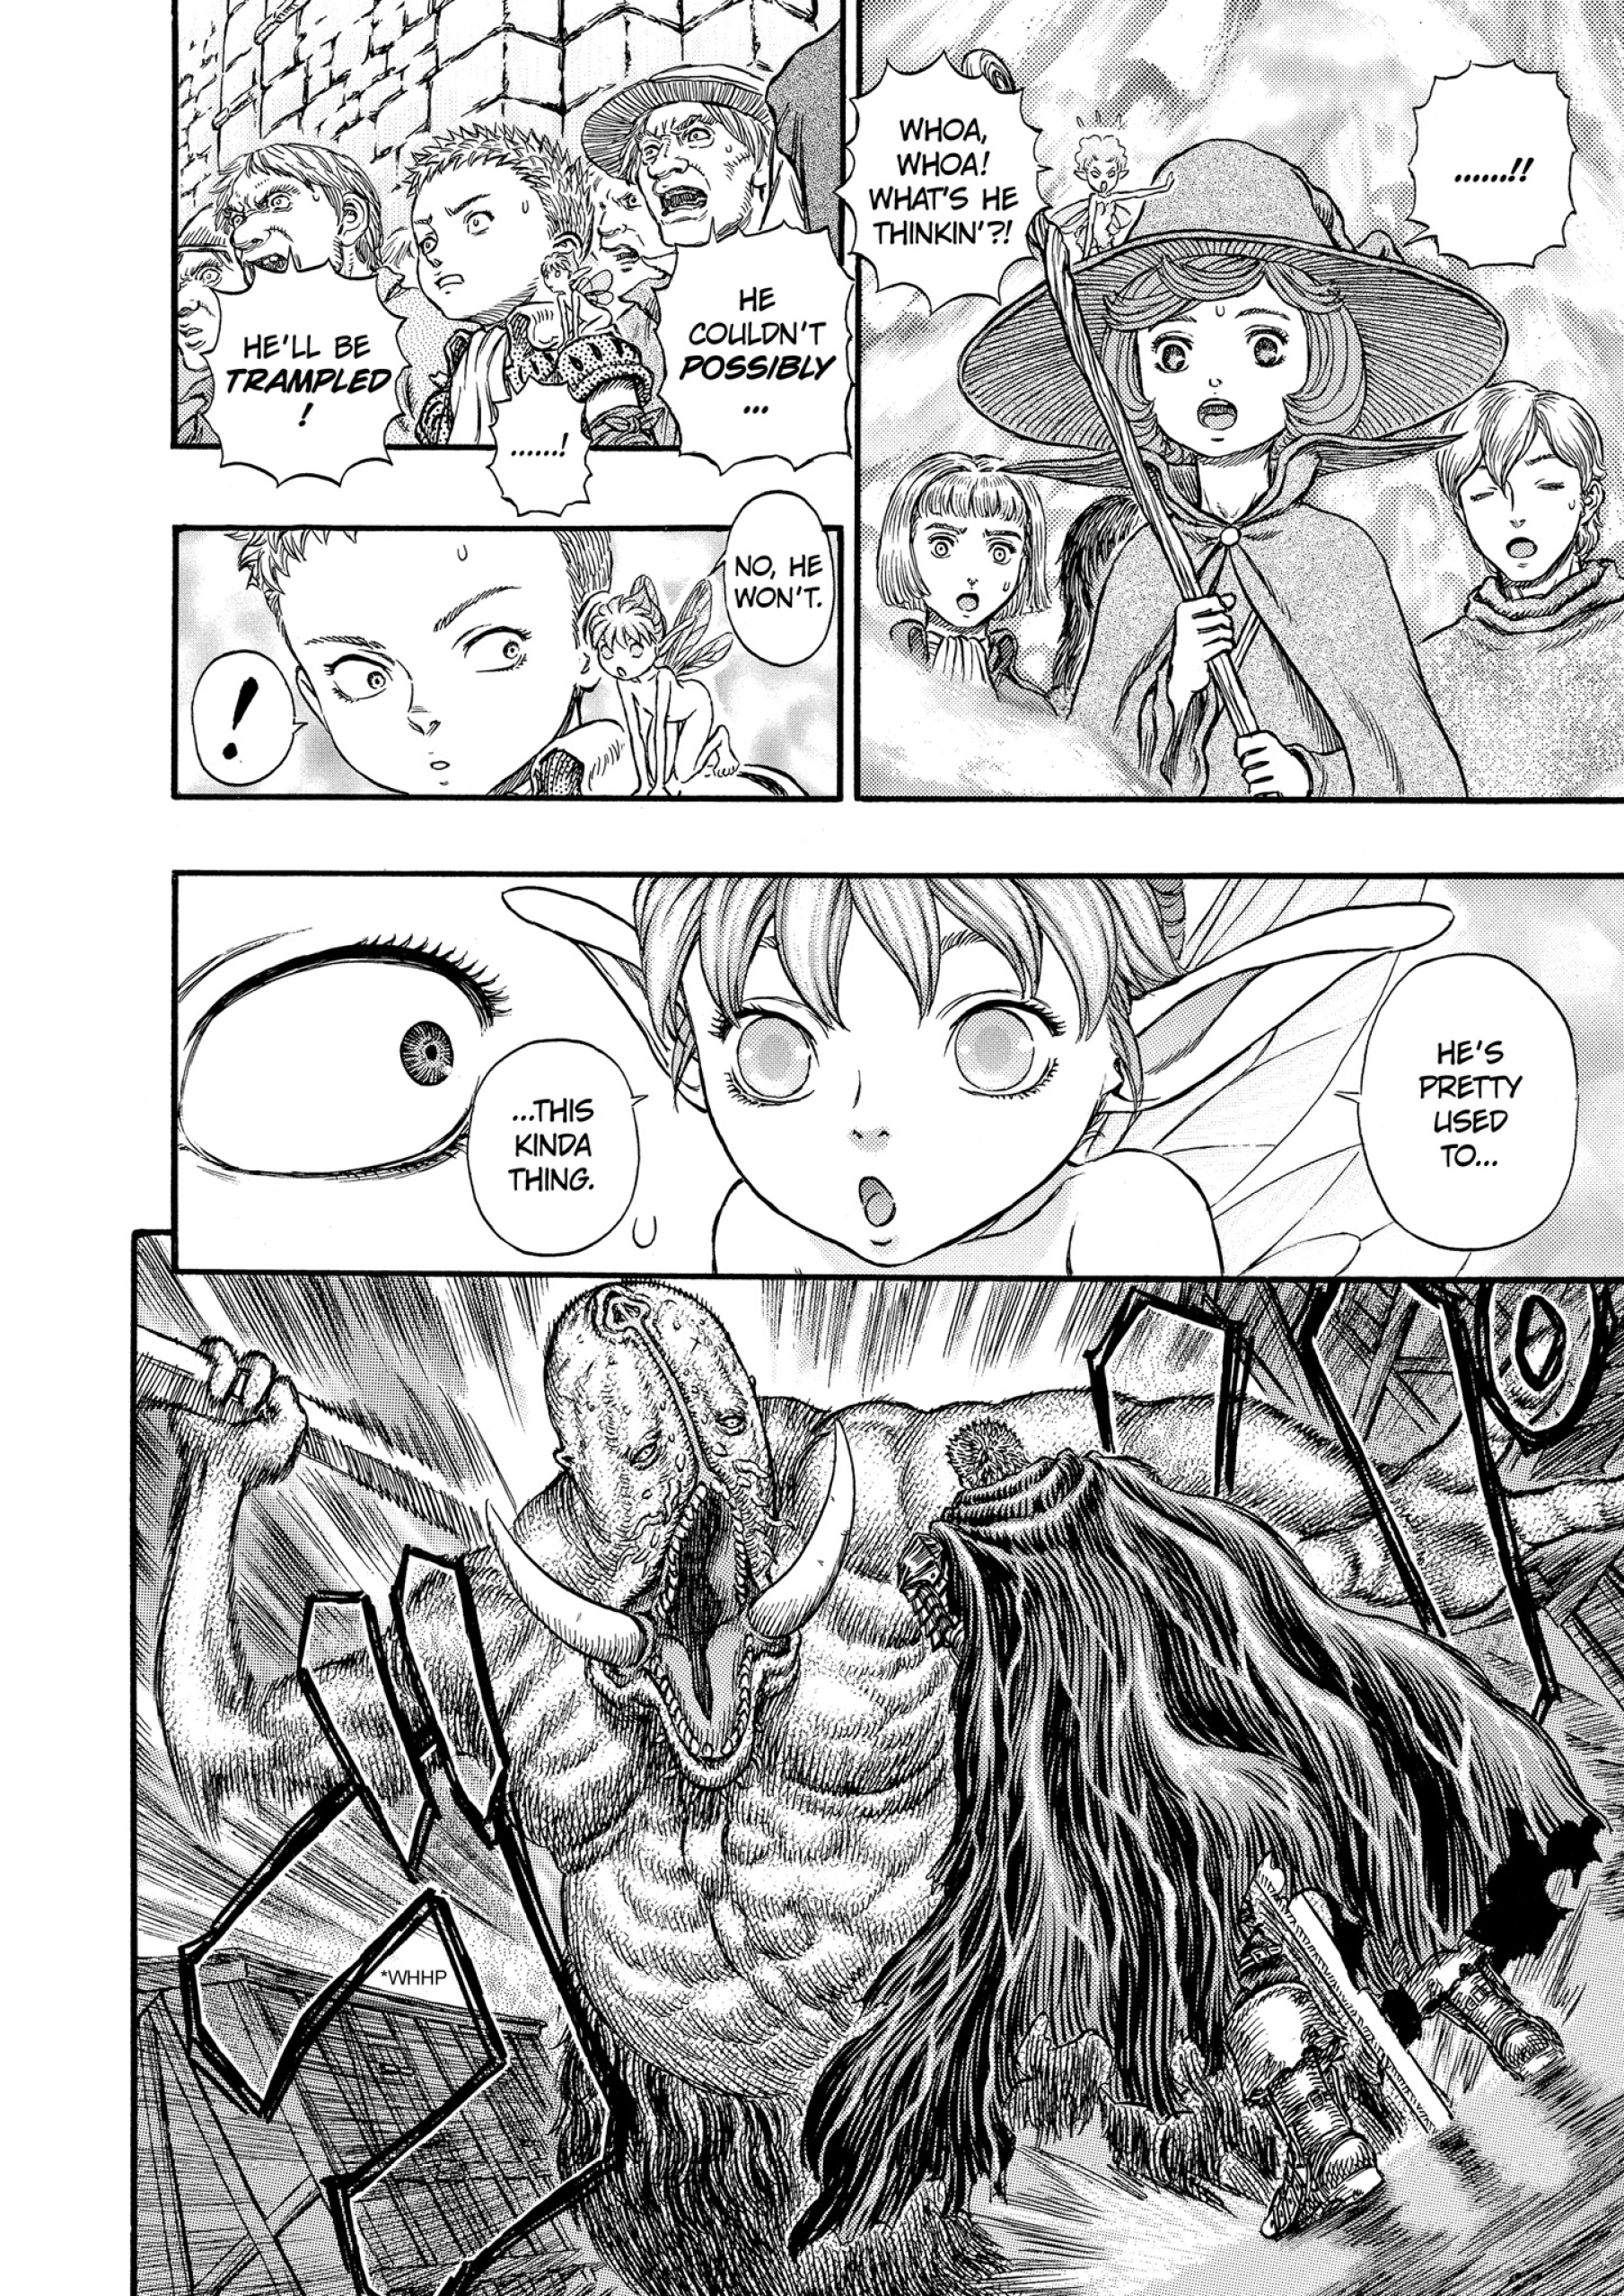 .......!!
WHOA,
WHOA!
WHAT'S HE
THINKIN'?!
HE
COULDN'T
POSSIBLY
...
.......!
HE'LL BE
TRAMPLED
!
NO, HE
WON'T.
!
HE'S
PRETTY
USED
TO...
...THIS
KINDA
THING.
*WHHP